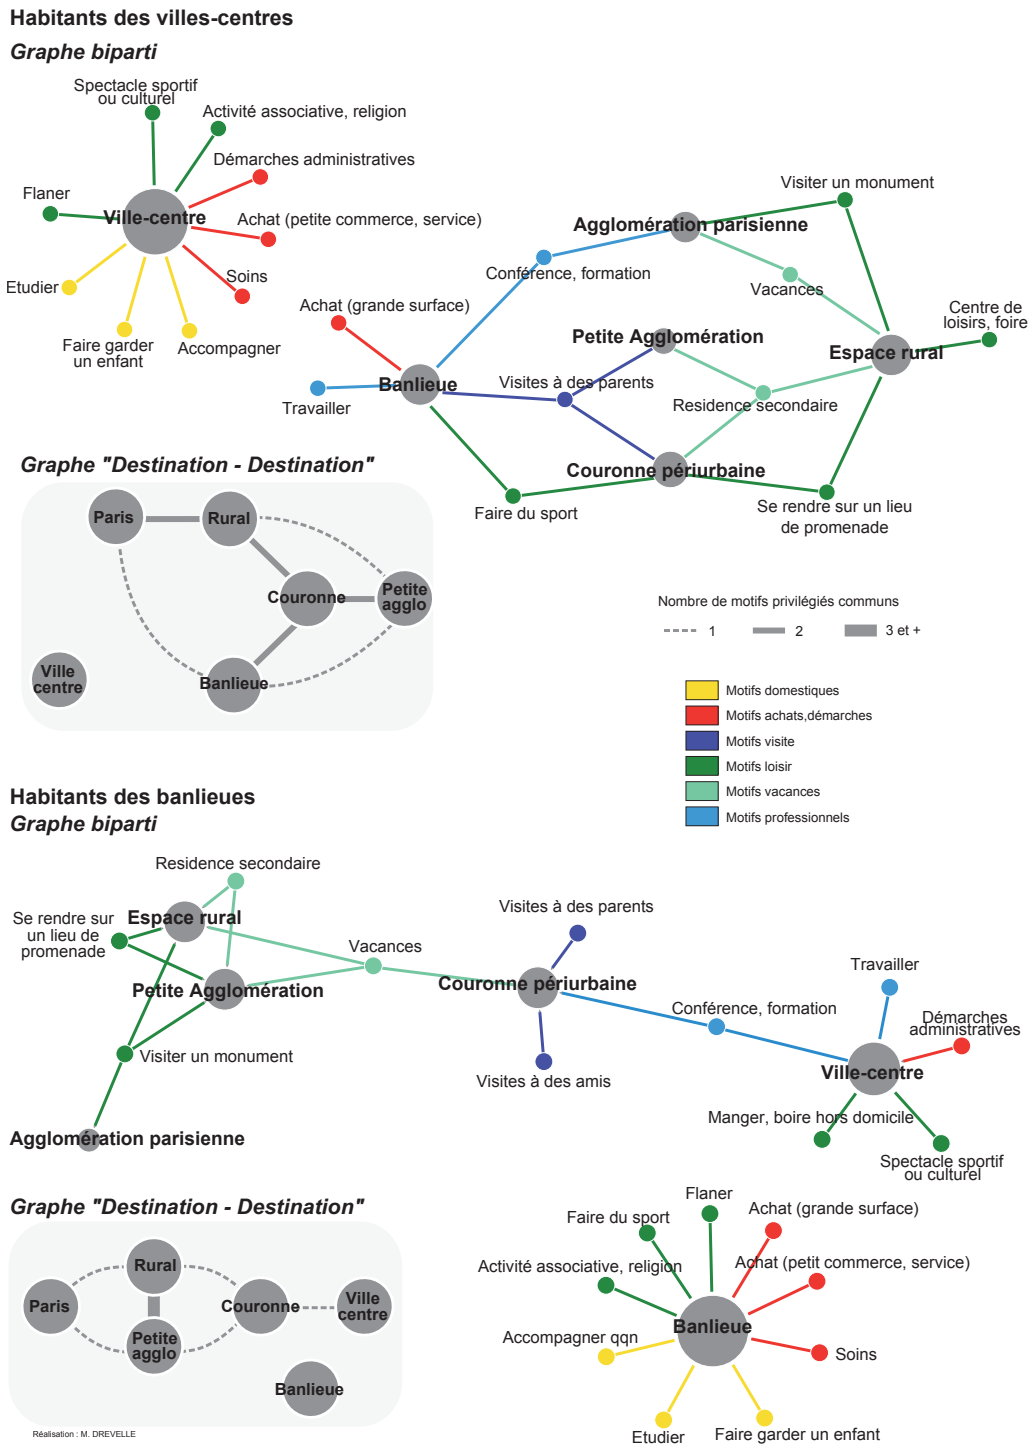 Habitants des villes-centres
Graphe biparti
Spectacle sportif
ou culturel
Activité associative, religion
Démarches administratives
Flaner
Ville-centre
Achat (petite commerce, service)
Etudier
Soins
Faire garder
un enfant
Accompagner
Visiter un monument
Agglomération parisienne
Conférence, formation
Vacances
Achat (grande surface)
Centre de
loisirs, foire
Petite Agglomération
Espace rural
Banlieue
Visites à des parents
Travailler
Residence secondaire
Couronne périurbaine
Faire du sport
Se rendre sur un lieu
de promenade
Graphe "Destination - Destination"
Paris
Rural
Couronne
Petite
agglo
Ville
centre
Banlieue
Nombre de motifs privilégiés communs
1
2
3 et +
Motifs domestiques
Motifs achats,démarches
Motifs visite
Motifs loisir
Motifs vacances
Motifs professionnels
Habitants des banlieues
Graphe biparti
Residence secondaire
Espace rural
Se rendre sur
un lieu de
promenade
Vacances
Petite Agglomération
Visiter un monument
Agglomération parisienne
Visites à des parents
Couronne périurbaine
Visites à des amis
Conférence, formation
Travailler
Démarches
administratives
Ville-centre
Manger, boire hors domicile
Spectacle sportif
ou culturel
Graphe "Destination - Destination"
Rural
Paris
Couronne
Ville
centre
Petite
agglo
Banlieue
Flaner
Achat (grande surface)
Faire du sport
Achat (petit commerce, service)
Activité associative, religion
Banlieue
Accompagner qqn
Soins
Etudier
Faire garder un enfant
Réalisation : M. DREVELLE